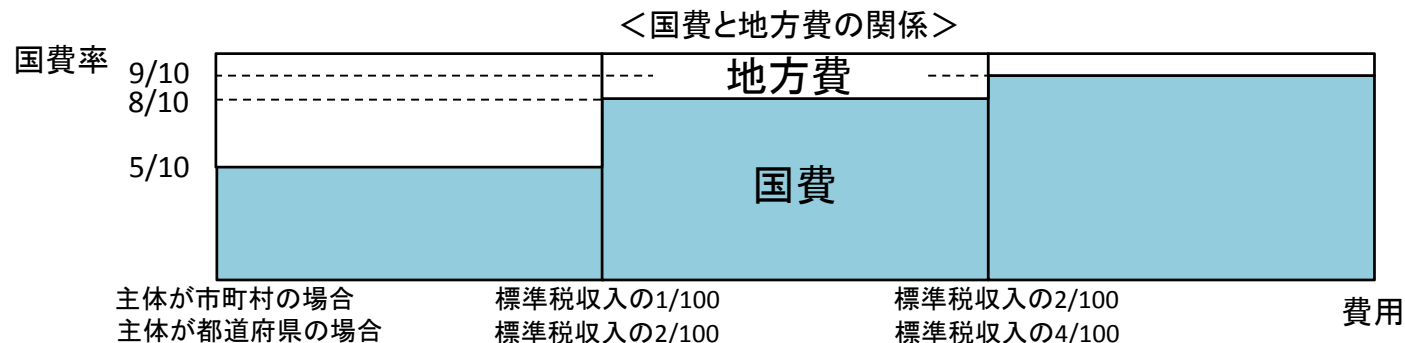 ＜国費と地方費の関係＞
国費率
9/10
地方費
8/10
5/10
国費
主体が市町村の場合 標準税収入の1/100 標準税収入の2/100
主体が都道府県の場合 標準税収入の2/100 標準税収入の4/100
費用